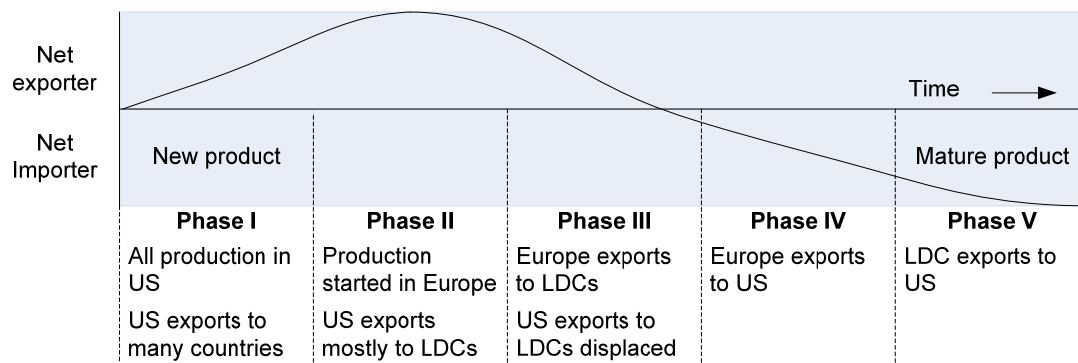 Net
exporter
Time
Net
Importer
New product
Mature product
Phase I
Phase II
Phase III
Phase IV
Phase V
All production in
US
US exports to
many countries
Production
started in Europe
US exports
mostly to LDCs
Europe exports
to LDCs
US exports to
LDCs displaced
Europe exports
to US
LDC exports to
US